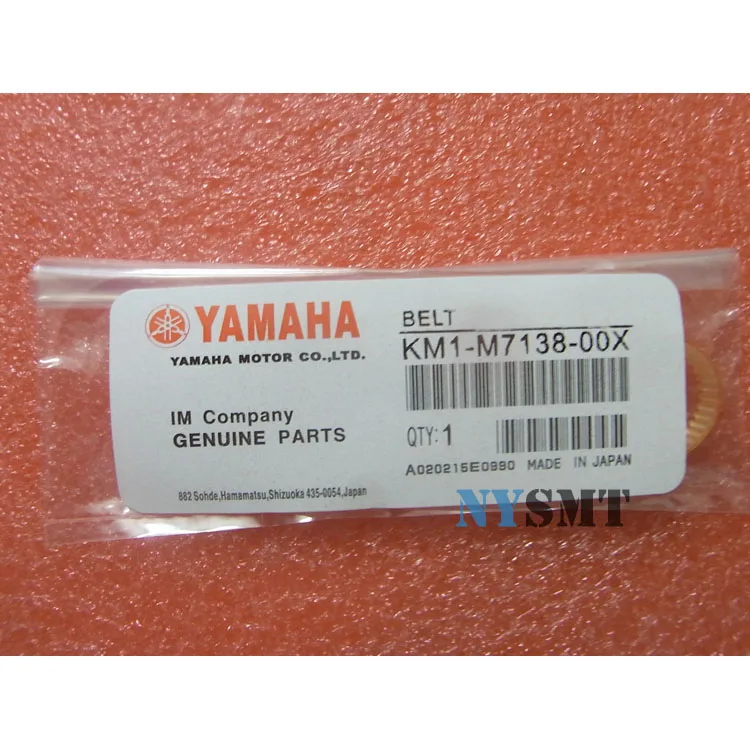 YAMAHA
YAMAHA MOTOR CO.,LTD.
IM Company
GENUINE PARTS
882 Sohde,Hamamatsu,Shizuoka 435-0054,Japan
BELT
KM1-M7138-00X
QTY: 1
A020215E0990 MADE IN JAPAN
NYSMT